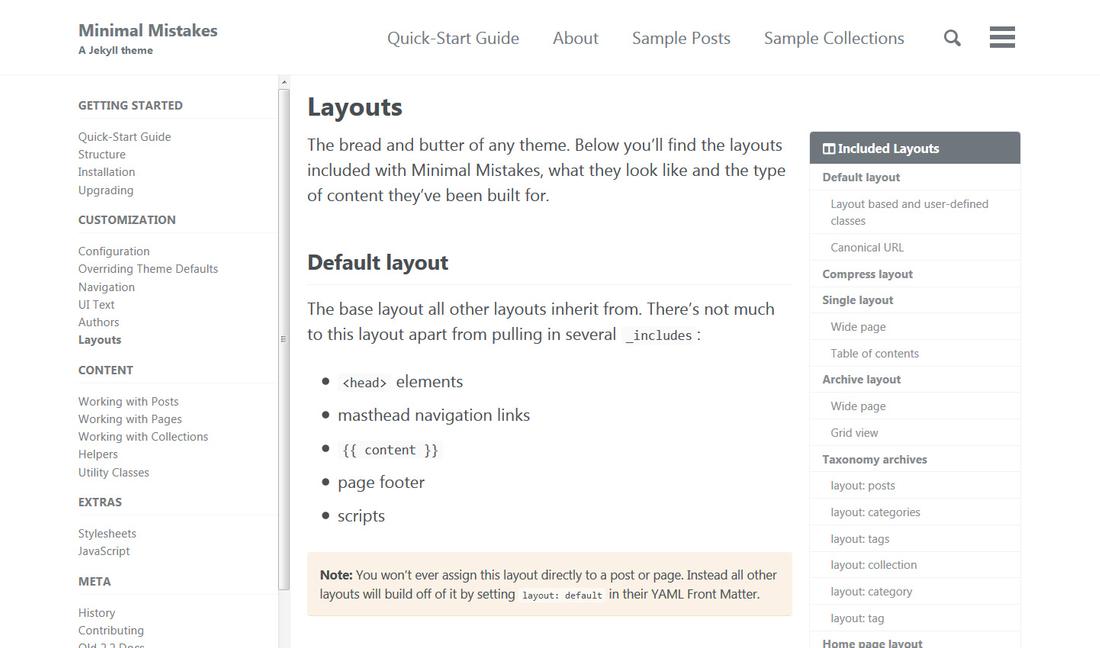 Minimal Mistakes
A Jekyll theme
Quick-Start Guide
About
Sample Posts
Sample Collections
GETTING STARTED
Quick-Start Guide
Structure
Installation
Upgrading
CUSTOMIZATION
Configuration
Overriding Theme Defaults
Navigation
UI Text
Authors
Layouts
CONTENT
Working with Posts
Working with Pages
Working with Collections
Helpers
Utility Classes
EXTRAS
Stylesheets
JavaScript
META
History
Contributing
Old 2.2 Docs
Layouts
The bread and butter of any theme. Below you’ll find the layouts
included with Minimal Mistakes, what they look like and the type
of content they’ve been built for.
Default layout
The base layout all other layouts inherit from. There’s not much
to this layout apart from pulling in several _includes :
<head> elements
masthead navigation links
{{ content }}
page footer
scripts
Note: You won’t ever assign this layout directly to a post or page. Instead all other
layouts will build off of it by setting layout: default in their YAML Front Matter.
Included Layouts
Default layout
Layout based and user-defined
classes
Canonical URL
Compress layout
Single layout
Wide page
Table of contents
Archive layout
Wide page
Grid view
Taxonomy archives
layout: posts
layout: categories
layout: tags
layout: collection
layout: category
layout: tag
Home page layout